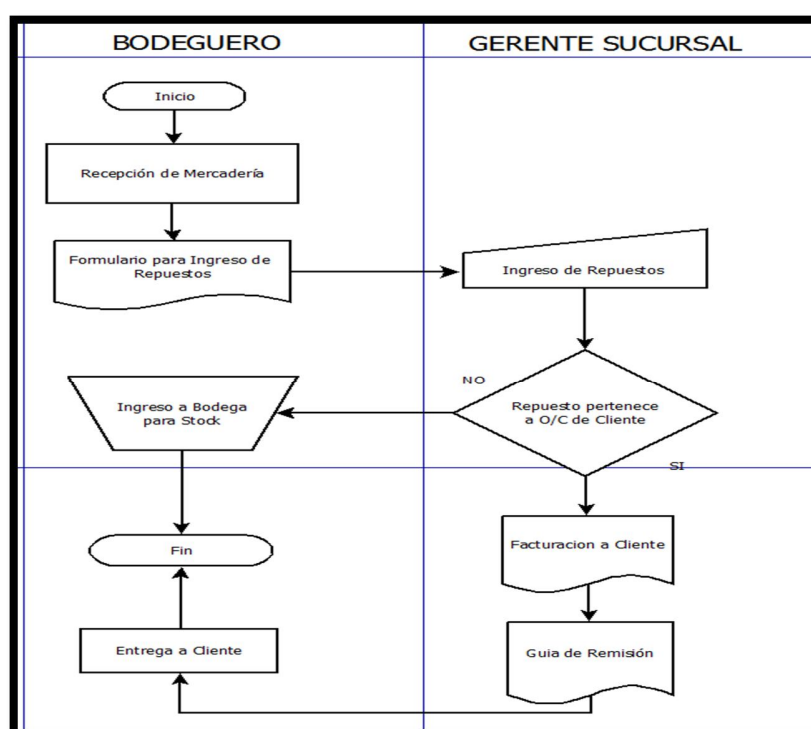 BODEGUERO
GERENTE SUCURSAL
Inicio
Recepción de Mercadería
Formulario para Ingreso de
Repuestos
Ingreso de Repuestos
NO
Ingreso a Bodega
para Stock
Repuesto pertenece
a O/C de Cliente
SI
Fin
Facturacion a Cliente
Entrega a Cliente
Guia de Remisión